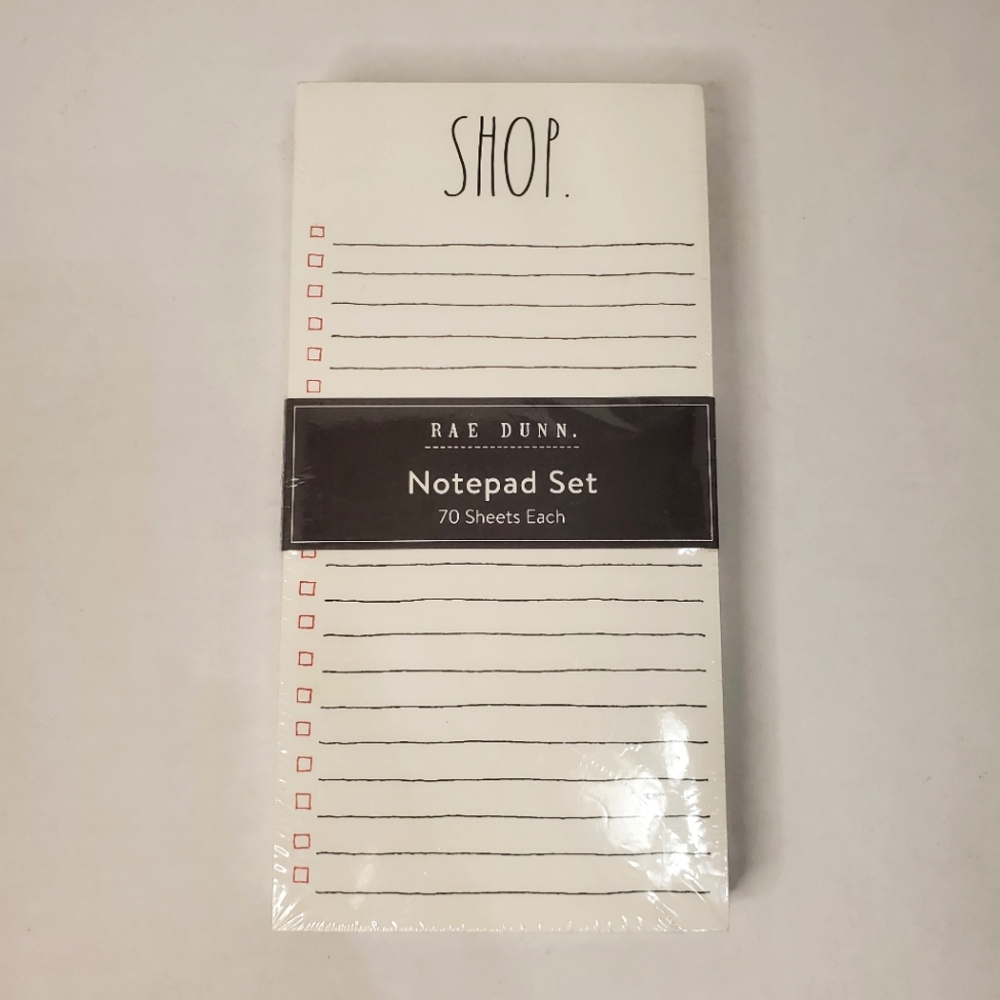 SHOP.
RAE DUNN.
Notepad Set
70 Sheets Each